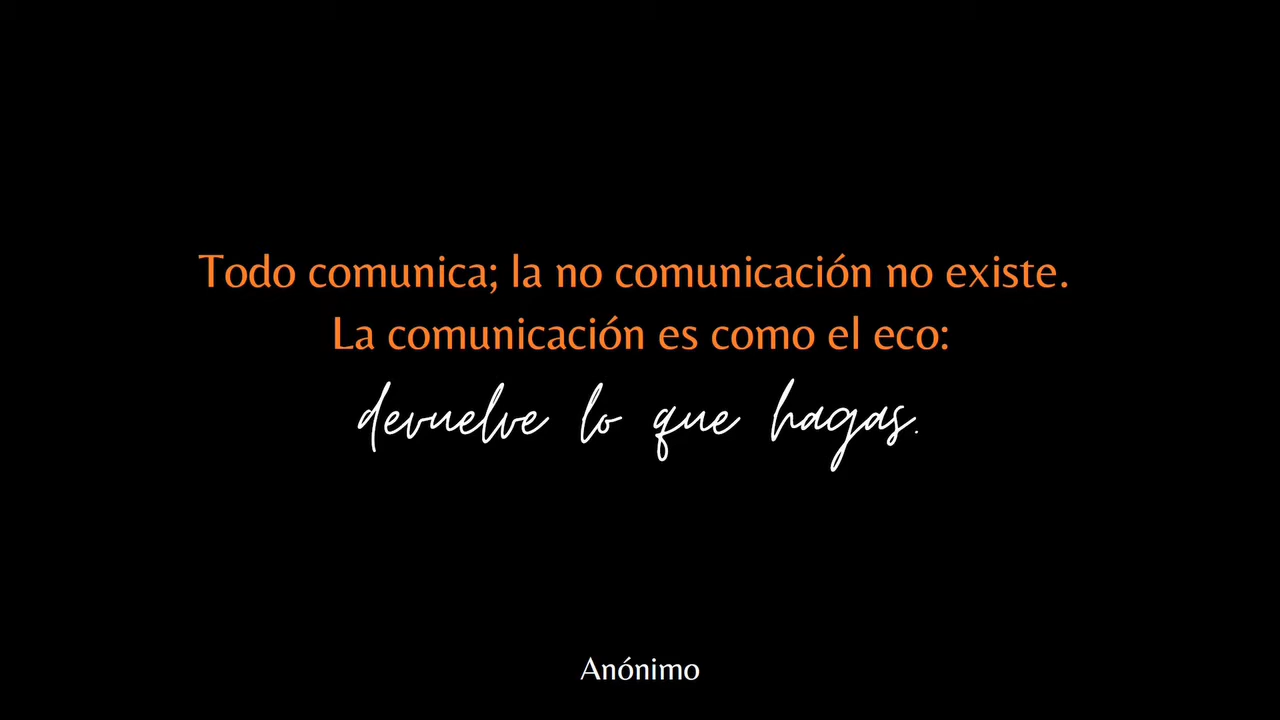 Todo comunica; la no comunicación no existe.
La comunicación es como el eco:
devuelve lo que hagas.
Anónimo